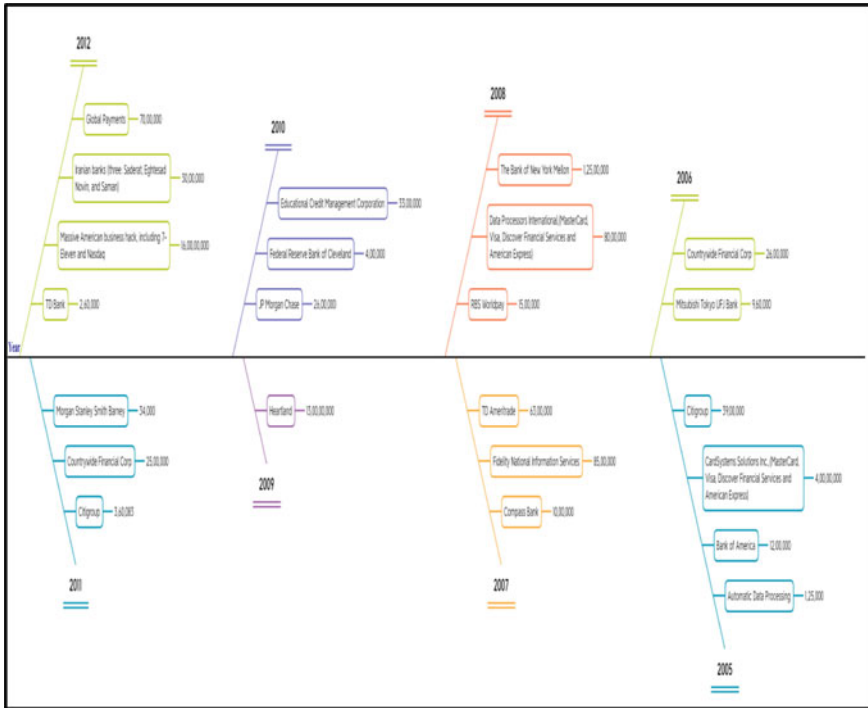 2012
Global Payments
70,00,000
Iranian banks (three: Saderat, Eghtesad
Novin, and Saman)
30,00,000
Massive American business hack, including 7-
Eleven and Nasdaq
16,00,00,000
TD Bank
2,60,000
2010
Educational Credit Management Corporation
33,00,000
Federal Reserve Bank of Cleveland
4,00,000
JP Morgan Chase
26,00,000
2008
The Bank of New York Mellon
1,25,00,000
Data Processors International (MasterCard,
Visa, Discover Financial Services and
American Express)
80,00,000
RBS Worldpay
15,00,000
2006
Countrywide Financial Corp
26,00,000
Mitsubishi Tokyo UFJ Bank
9,60,000
Year
Morgan Stanley Smith Barney
34,000
Countrywide Financial Corp
25,00,000
Citigroup
3,60,083
2011
Heartland
13,00,00,000
2009
TD Ameritrade
63,00,000
Fidelity National Information Services
85,00,000
Compass Bank
10,00,000
2007
Citigroup
39,00,000
CardSystems Solutions Inc. (MasterCard,
Visa, Discover Financial Services and
American Express)
4,00,00,000
Bank of America
12,00,000
Automatic Data Processing
1,25,000
2005